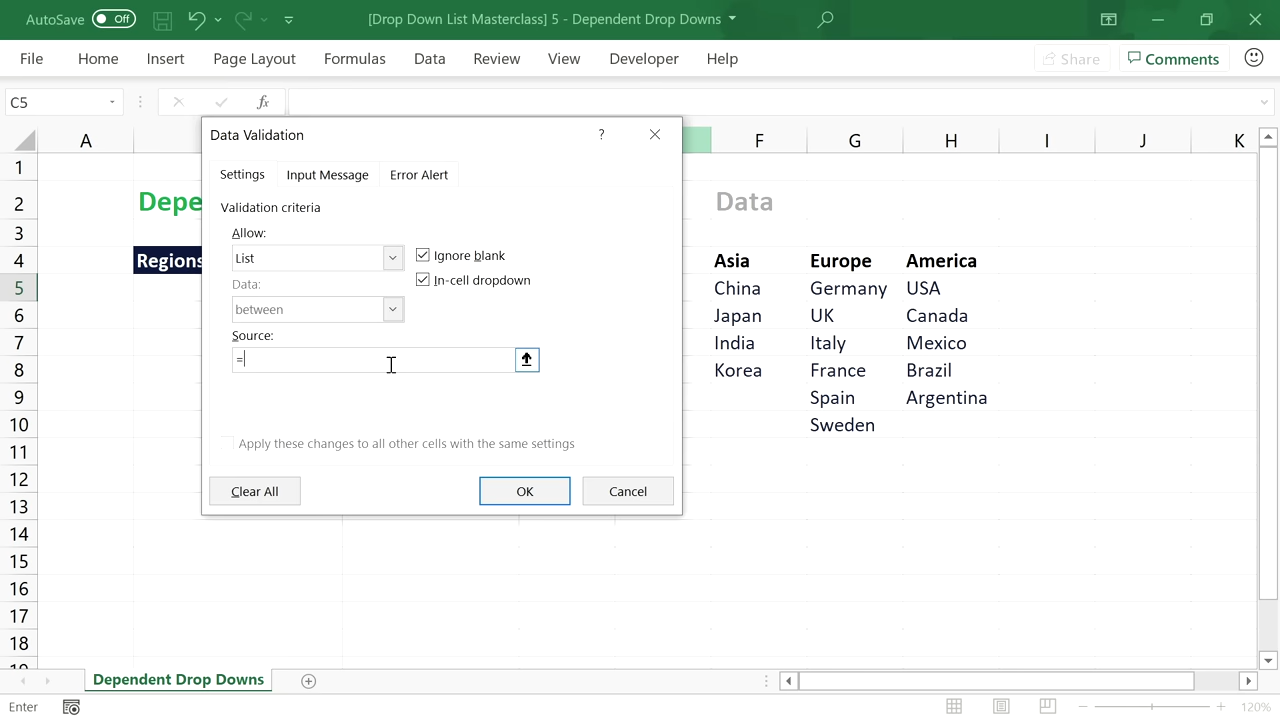 AutoSave Off [Drop Down List Masterclass] 5 - Dependent Drop Downs
File Home Insert Page Layout Formulas Data Review View Developer Help Share Comments
C5 fx
A F G H I J K
Data Validation ?
Settings Input Message Error Alert
Validation criteria
Allow:
List Ignore blank
In-cell dropdown
Data:
between
Source:
=
Apply these changes to all other cells with the same settings
Clear All OK Cancel
1
2 Depe Data
3
4 Regions Asia Europe America
5 China Germany USA
6 Japan UK Canada
7 India Italy Mexico
8 Korea France Brazil
9 Spain Argentina
10 Sweden
11
12
13
14
15
16
17
18
19
Dependent Drop Downs
Enter 120%